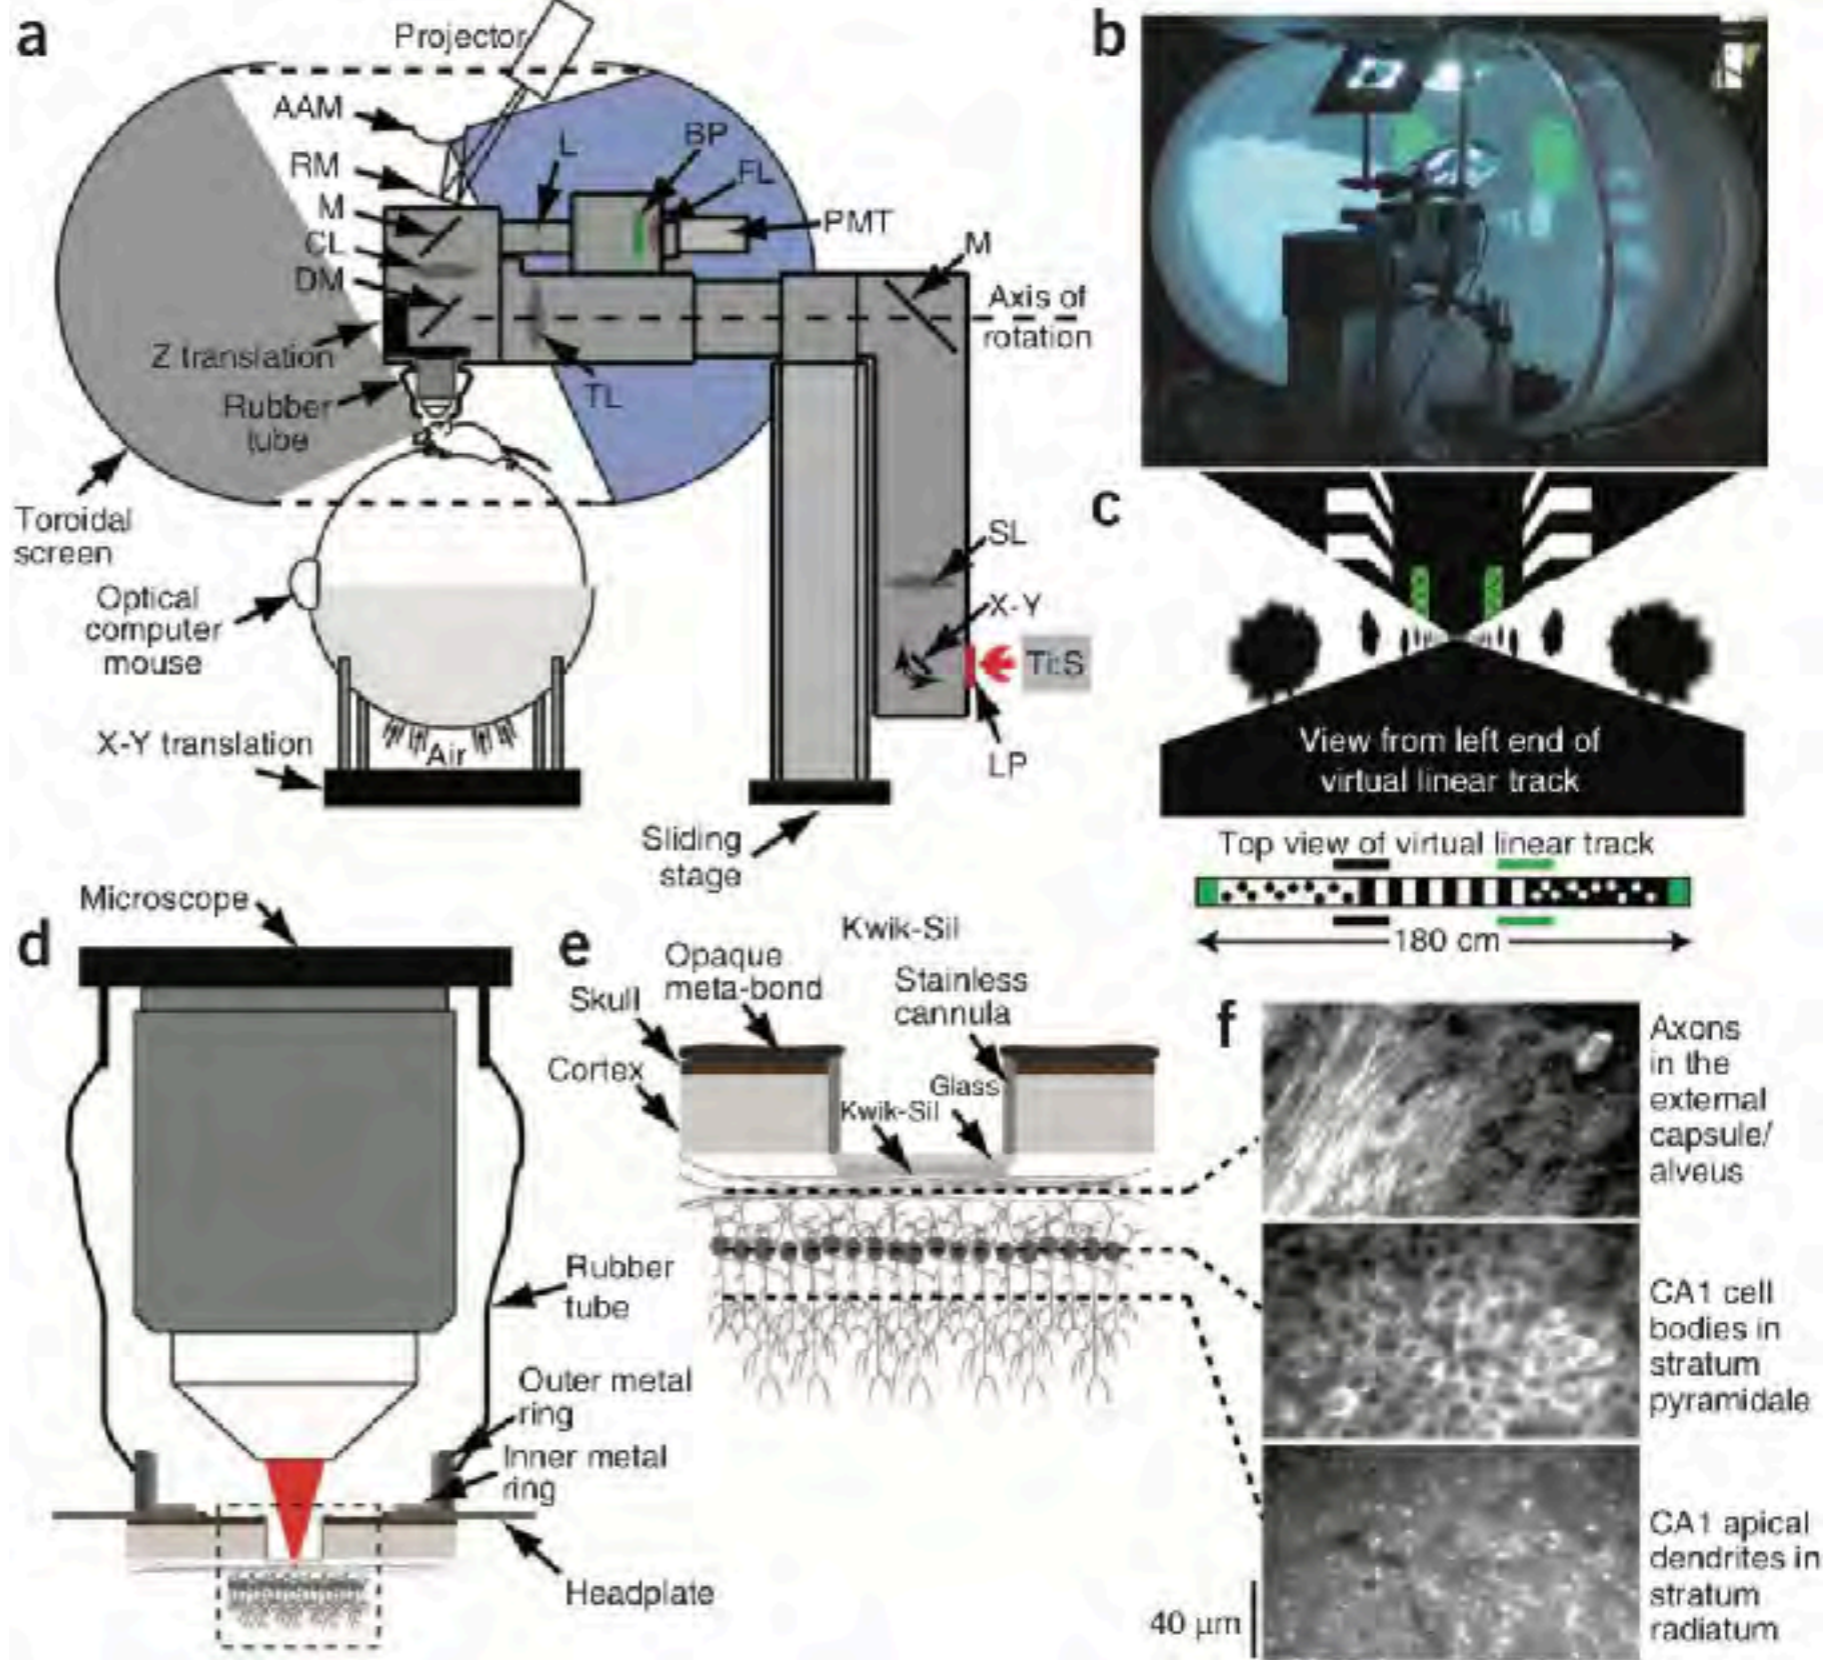 a
Projector
AAM
RM
M
CL
DM
Z translation
Rubber
tube
Toroidal
screen
Optical
computer
mouse
X-Y translation
Air
L
BP
FL
PMT
M
Axis of
rotation
TL
SL
X-Y
Ti:S
LP
Sliding
stage
b
c
View from left end of
virtual linear track
Top view of virtual linear track
180 cm
d
Microscope
Rubber
tube
Outer metal
ring
Inner metal
ring
Headplate
e
Kwik-Sil
Opaque
meta-bond
Skull
Cortex
Stainless
cannula
Glass
Kwik-Sil
f
Axons
in the
external
capsule/
alveus
CA1 cell
bodies in
stratum
pyramidale
CA1 apical
dendrites in
stratum
radiatum
40 μm